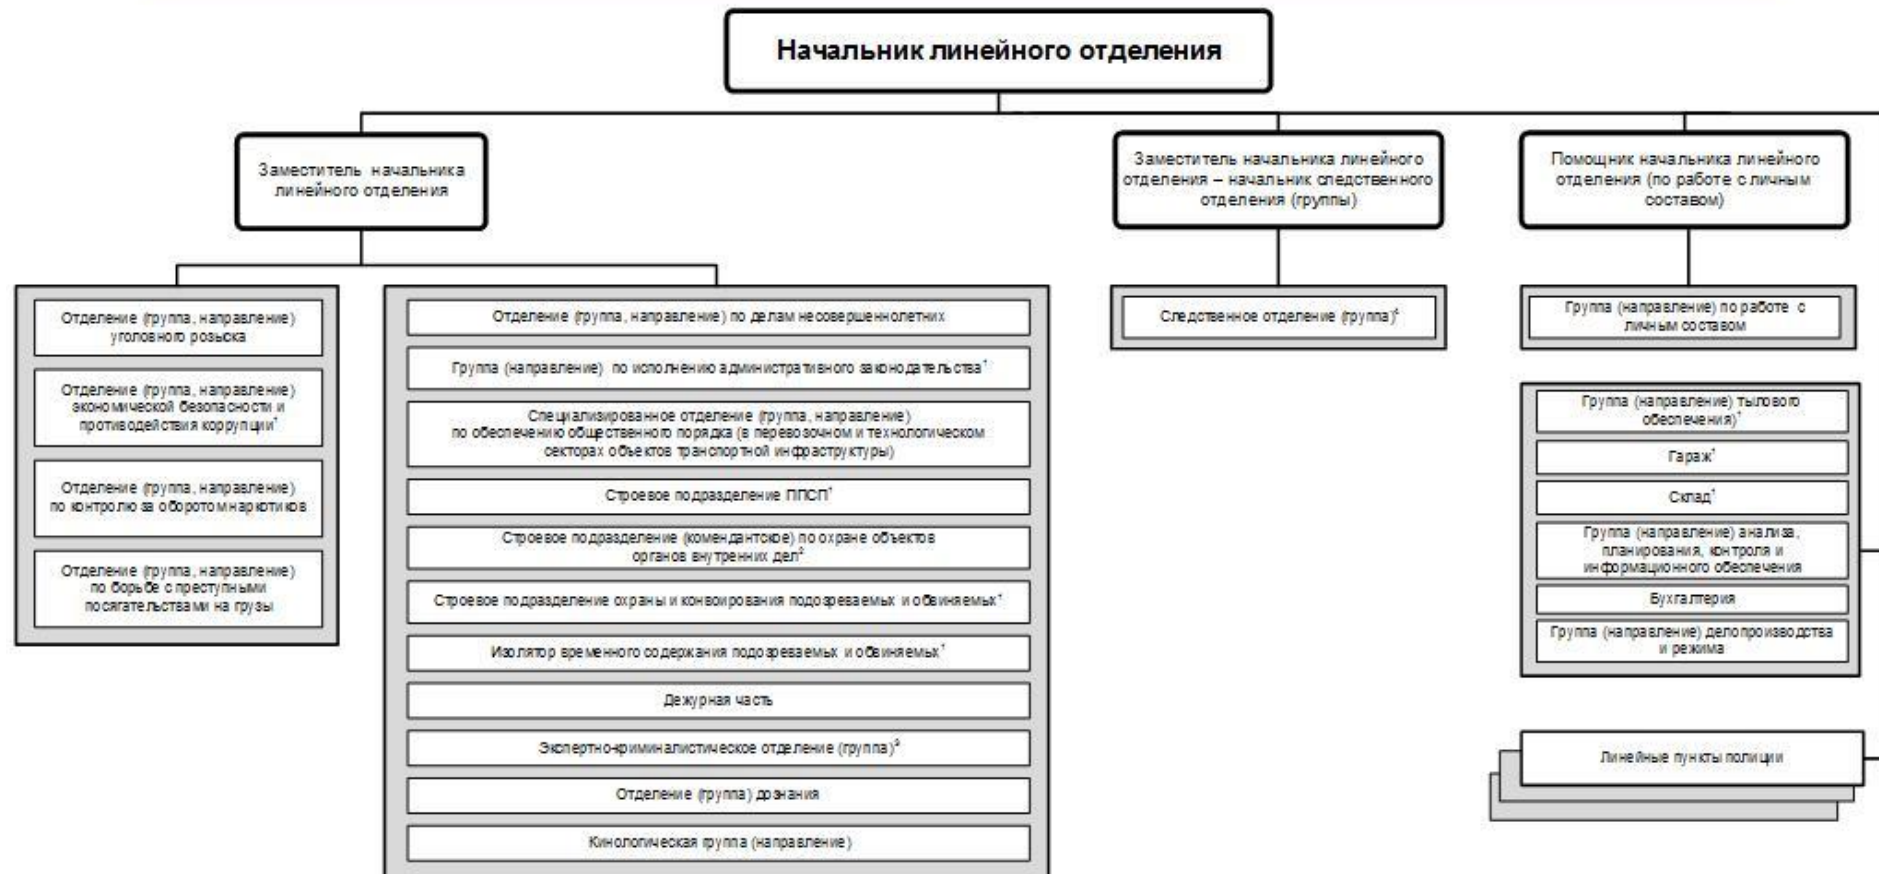 Начальник линейного отделения
Заместитель начальника
линейного отделения
Заместитель начальника линейного
отделения – начальник следственного
отделения (группы)
Помощник начальника линейного
отделения (по работе с личным
составом)
Отделение (группа, направление)
уголовного розыска
Отделение (группа, направление)
экономической безопасности и
противодействия коррупции¹
Отделение (группа, направление)
по контролю за оборотом наркотиков
Отделение (группа, направление)
по борьбе с преступными
посягательствами на грузы
Отделение (группа, направление) по делам несовершеннолетних
Группа (направление) по исполнению административного законодательства¹
Специализированное отделение (группа, направление)
по обеспечению общественного порядка (в перевозочном и технологическом
секторах объектов транспортной инфраструктуры)
Строевое подразделение ППСП¹
Строевое подразделение (комендантское) по охране объектов
органов внутренних дел²
Строевое подразделение охраны и конвоирования подозреваемых и обвиняемых¹
Изолятор временного содержания подозреваемых и обвиняемых¹
Дежурная часть
Экспертно-криминалистическое отделение (группа)³
Отделение (группа) дознания
Кинологическая группа (направление)
Следственное отделение (группа)⁴
Группа (направление) по работе с
личным составом
Группа (направление) тылового
обеспечения)¹
Гараж¹
Склад¹
Группа (направление) анализа,
планирования, контроля и
информационного обеспечения
Бухгалтерия
Группа (направление) делопроизводства
и режима
Линейные пункты полиции